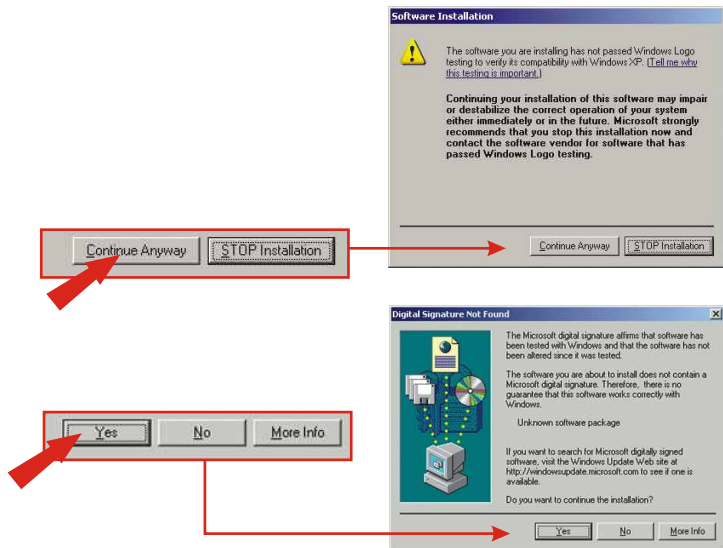 Software Installation
The software you are installing has not passed Windows Logo
testing to verify its compatibility with Windows XP. (Tell me why
this testing is important.)
Continuing your installation of this software may impair
or destabilize the correct operation of your system
either immediately or in the future. Microsoft strongly
recommends that you stop this installation now and
contact the software vendor for software that has
passed Windows Logo testing.
Continue Anyway STOP Installation
Continue Anyway STOP Installation
Digital Signature Not Found
The Microsoft digital signature affirms that software has
been tested with Windows and that the software has not
been altered since it was tested.
The software you are about to install does not contain a
Microsoft digital signature. Therefore, there is no
guarantee that this software works correctly with
Windows.
Unknown software package
If you want to search for Microsoft digitally signed
software, visit the Windows Update Web site at
http://windowsupdate.microsoft.com to see if one is
available.
Do you want to continue the installation?
Yes No More Info
Yes No More Info